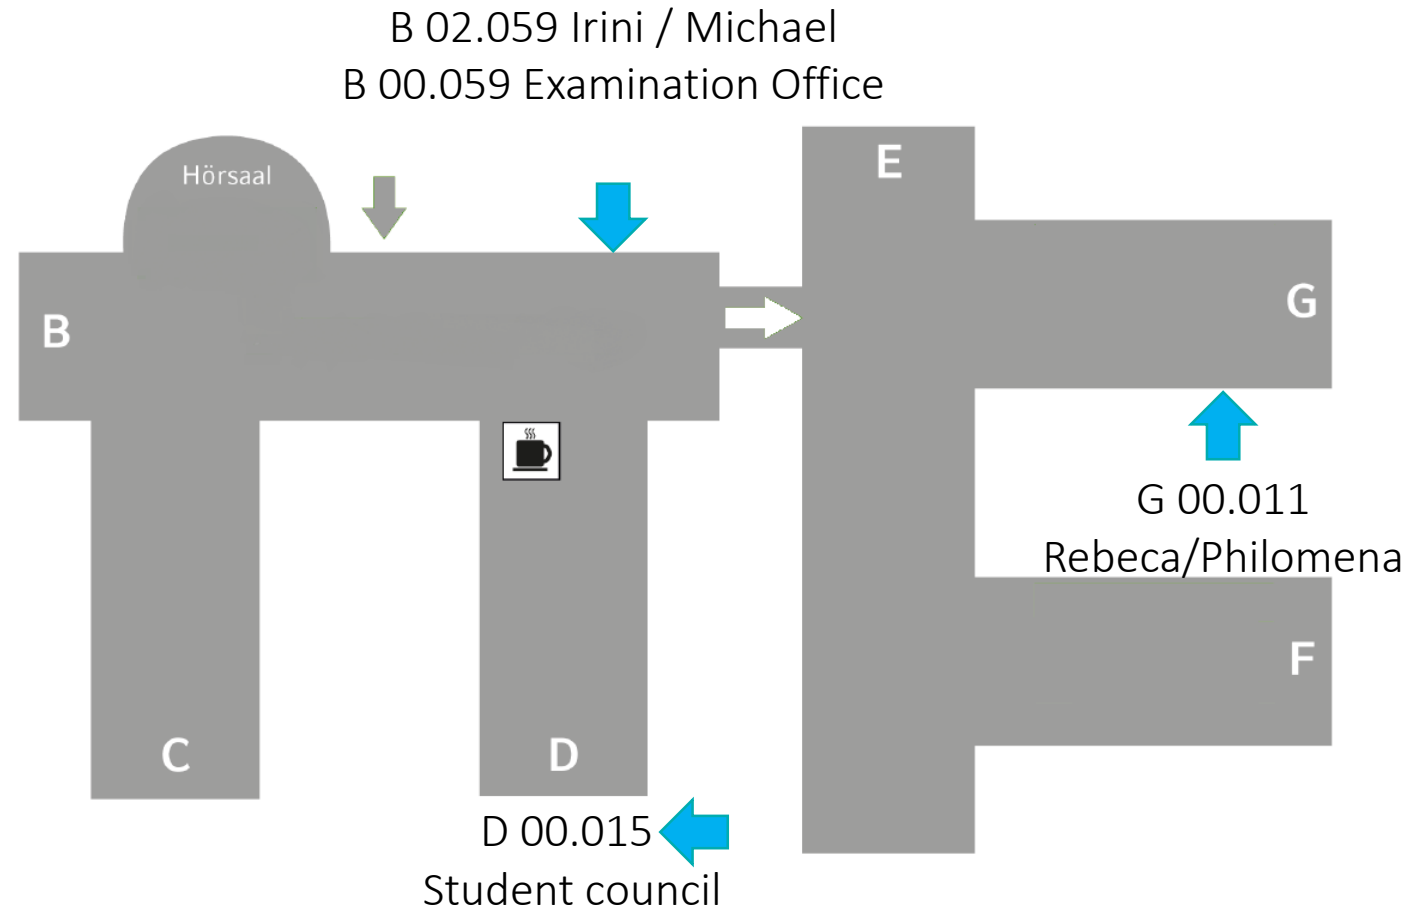 B 02.059 Irini / Michael
B 00.059 Examination Office
Hörsaal
E
B
G
G 00.011
Rebeca/Philomena
F
C
D
D 00.015
Student council